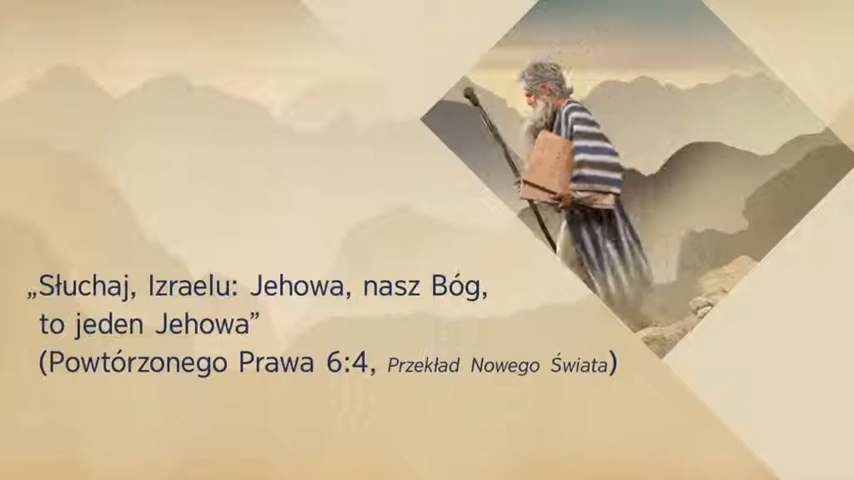 „Słuchaj, Izraelu: Jehowa, nasz Bóg,
to jeden Jehowa”
(Powtórzonego Prawa 6:4, Przekład Nowego Świata)